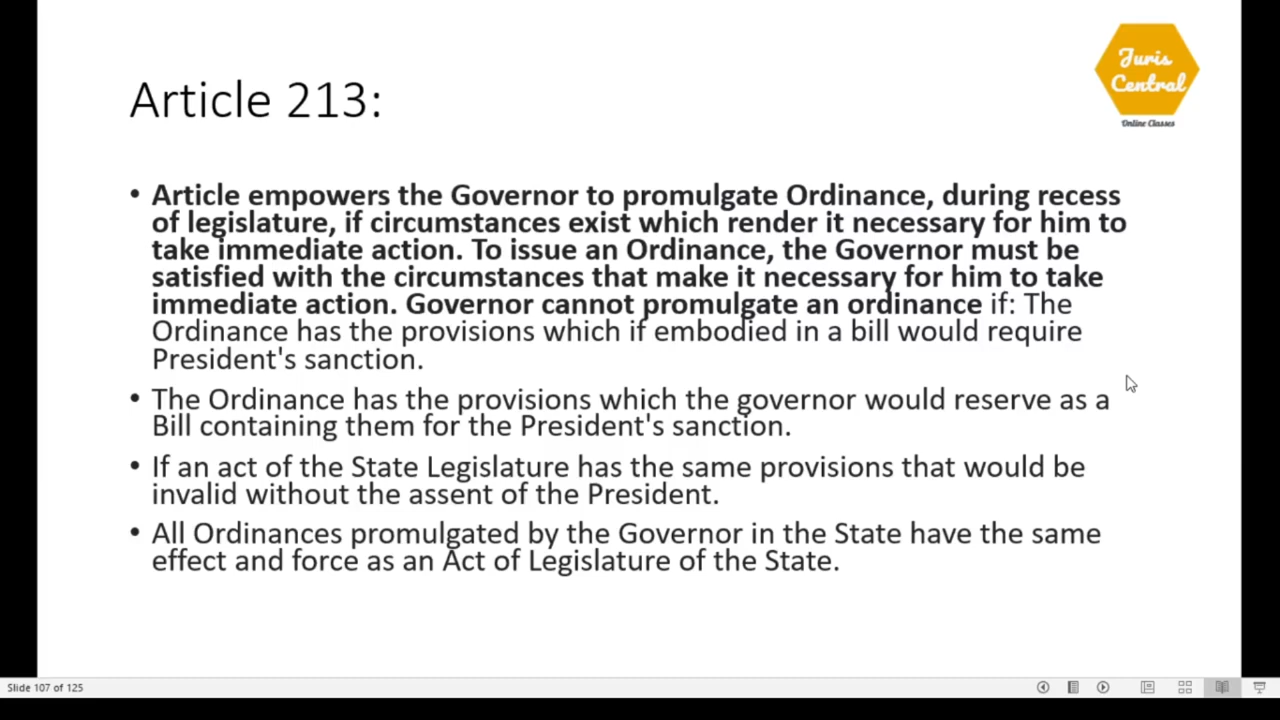 Juris
Central
Online Classes
Article 213:
• Article empowers the Governor to promulgate Ordinance, during recess
of legislature, if circumstances exist which render it necessary for him to
take immediate action. To issue an Ordinance, the Governor must be
satisfied with the circumstances that make it necessary for him to take
immediate action. Governor cannot promulgate an ordinance if: The
Ordinance has the provisions which if embodied in a bill would require
President's sanction.
• The Ordinance has the provisions which the governor would reserve as a
Bill containing them for the President's sanction.
• If an act of the State Legislature has the same provisions that would be
invalid without the assent of the President.
• All Ordinances promulgated by the Governor in the State have the same
effect and force as an Act of Legislature of the State.
Slide 107 of 125